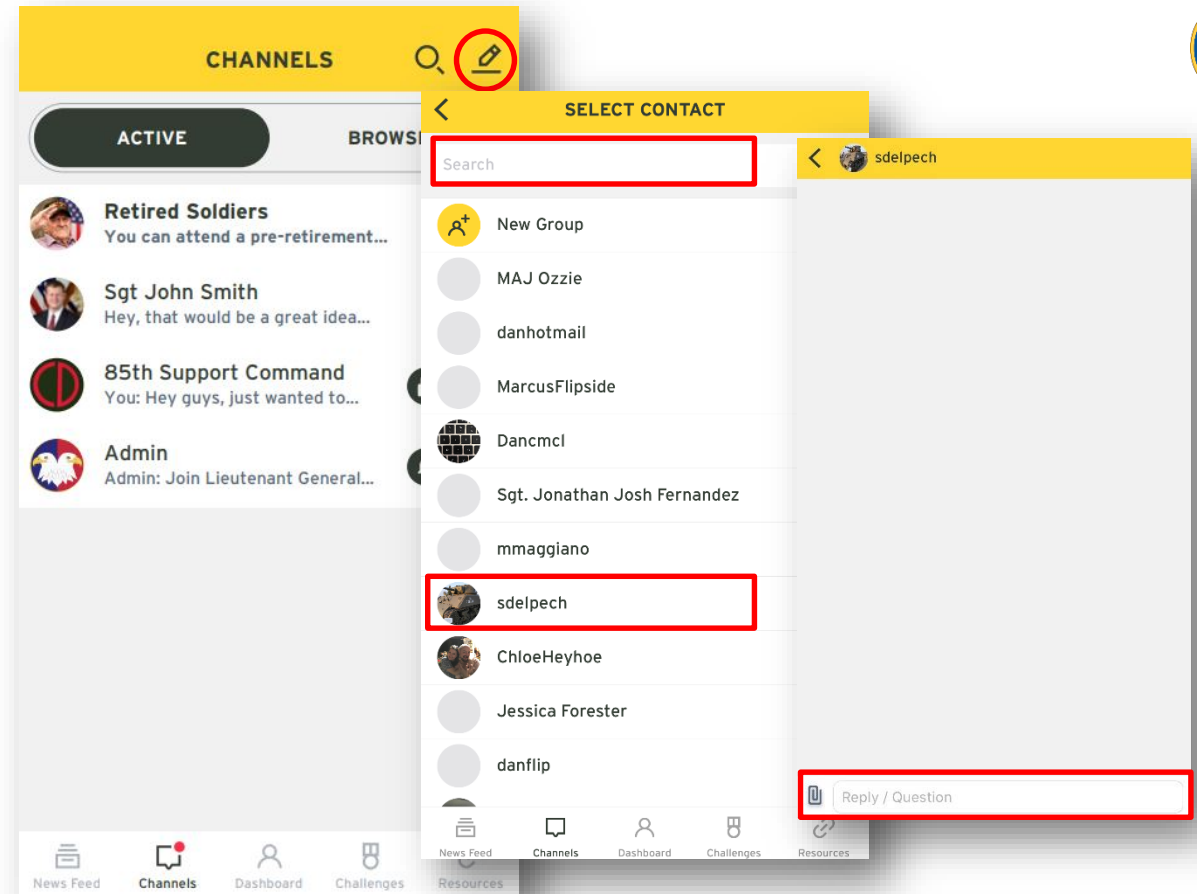 CHANNELS
ACTIVE
BROWS
Retired Soldiers
You can attend a pre-retirement...
Sgt John Smith
Hey, that would be a great idea...
85th Support Command
You: Hey guys, just wanted to...
Admin
Admin: Join Lieutenant General...
News Feed
Channels
Dashboard
Challenges
Resources
SELECT CONTACT
Search
New Group
MAJ Ozzie
danhotmail
MarcusFlipside
Dancmcl
Sgt. Jonathan Josh Fernandez
mmaggiano
sdelpech
ChloeHeyhoe
Jessica Forester
danflip
News Feed
Channels
Dashboard
Challenges
Resources
sdelpech
Reply / Question